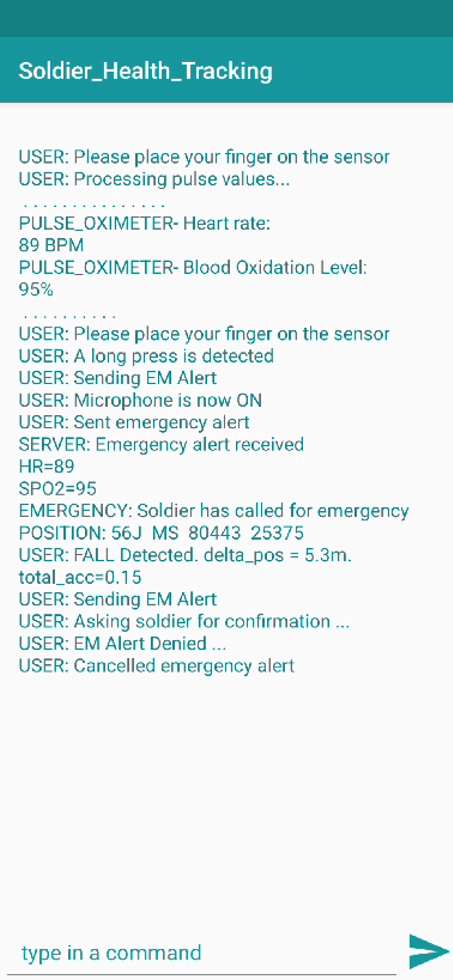 Soldier_Health_Tracking
USER: Please place your finger on the sensor
USER: Processing pulse values...
. . . . . . . . . . . . . . .
PULSE_OXIMETER- Heart rate:
89 BPM
PULSE_OXIMETER- Blood Oxidation Level:
95%
. . . . . . . . . .
USER: Please place your finger on the sensor
USER: A long press is detected
USER: Sending EM Alert
USER: Microphone is now ON
USER: Sent emergency alert
SERVER: Emergency alert received
HR=89
SPO2=95
EMERGENCY: Soldier has called for emergency
POSITION: 56J  MS  80443  25375
USER: FALL Detected. delta_pos = 5.3m.
total_acc=0.15
USER: Sending EM Alert
USER: Asking soldier for confirmation ...
USER: EM Alert Denied ...
USER: Cancelled emergency alert
type in a command